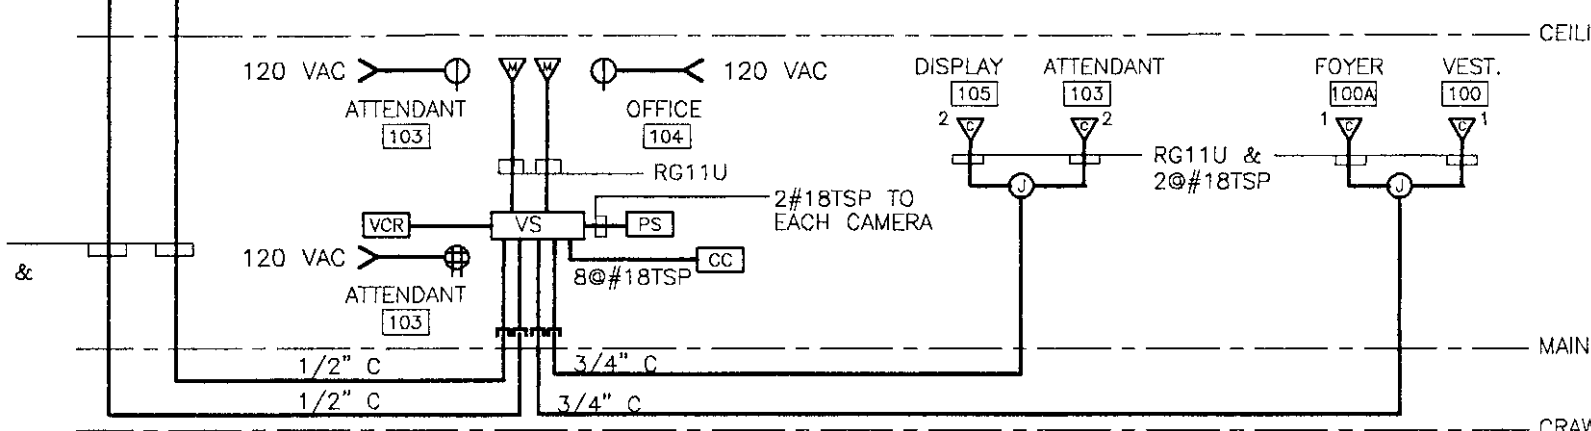 CEILI
120 VAC
M
M
120 VAC
ATTENDANT
103
OFFICE
104
DISPLAY
105
ATTENDANT
103
FOYER
100A
VEST.
100
2
C
C
2
1
C
C
1
RG11U
RG11U &
2@#18TSP
J
J
2#18TSP TO
EACH CAMERA
VCR
VS
PS
&
120 VAC
8@#18TSP
CC
ATTENDANT
103
MAIN
1/2" C
3/4" C
1/2" C
3/4" C
CRAW